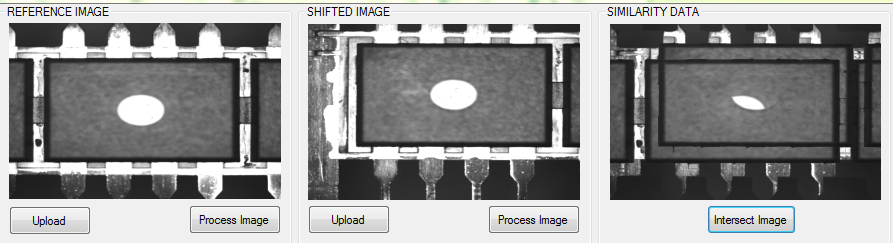 REFERENCE IMAGE
SHIFTED IMAGE
SIMILARITY DATA
Upload
Process Image
Upload
Process Image
Intersect Image